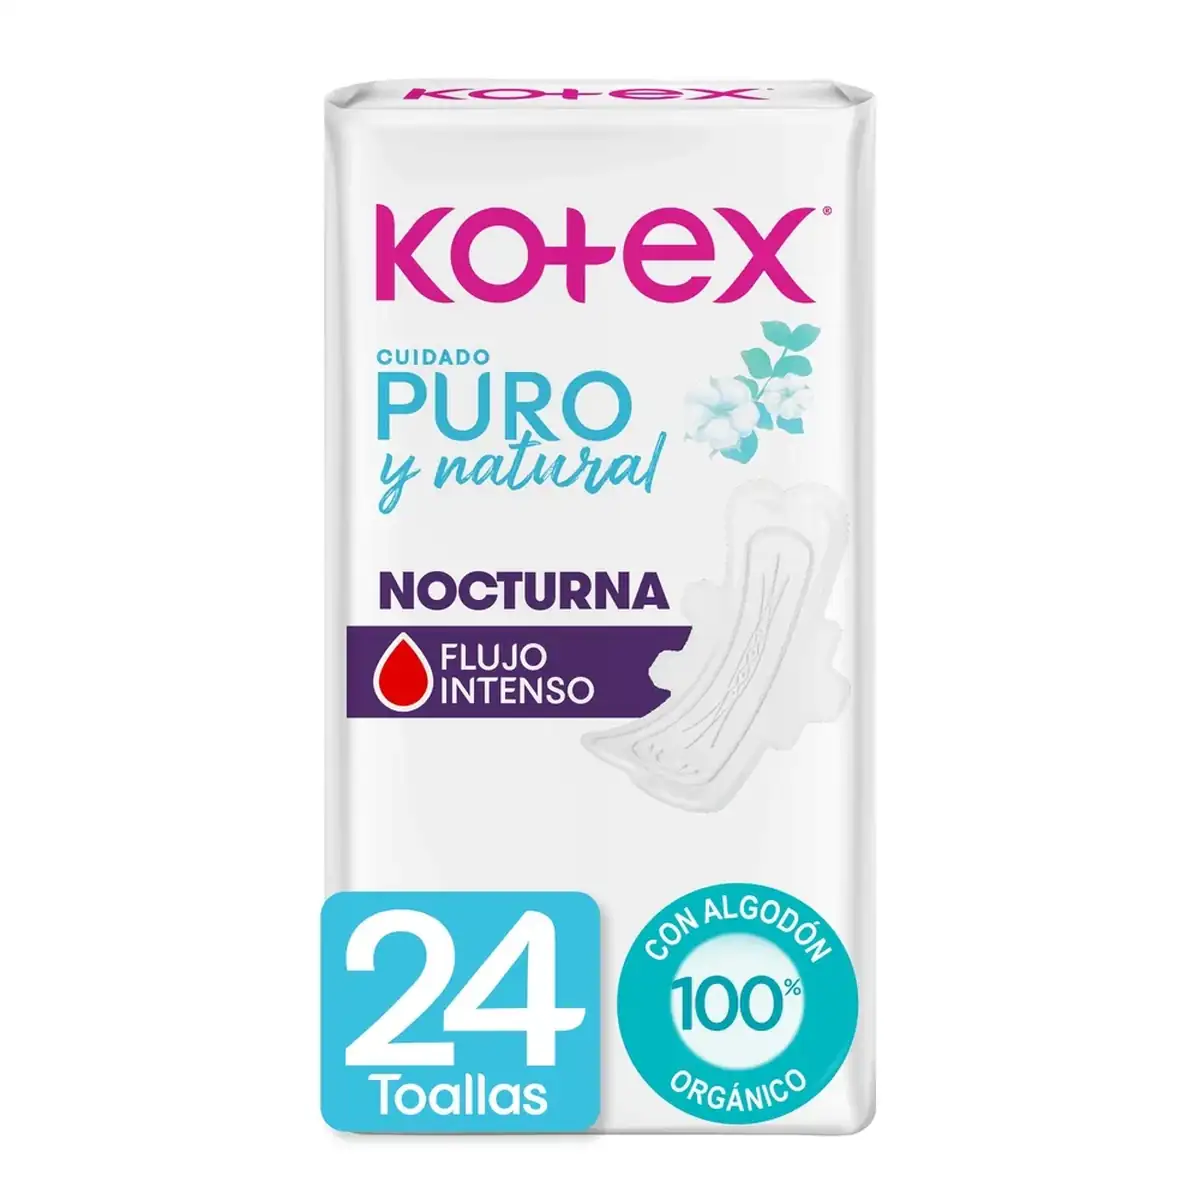 Kotex
Kotex®
CUIDADO
PURO
y natural
NOCTURNA
FLUJO
INTENSO
24
Toallas
CON ALGODÓN
100%
ORGÁNICO